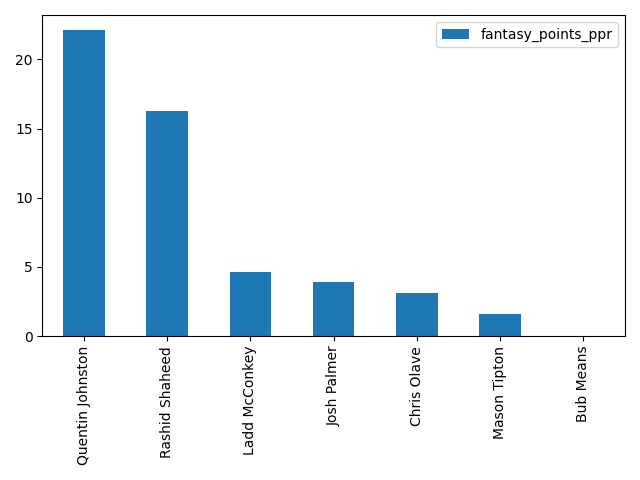 fantasy_points_ppr
20
15
10
5
0
Quentin Johnston
Rashid Shaheed
Ladd McConkey
Josh Palmer
Chris Olave
Mason Tipton
Bub Means